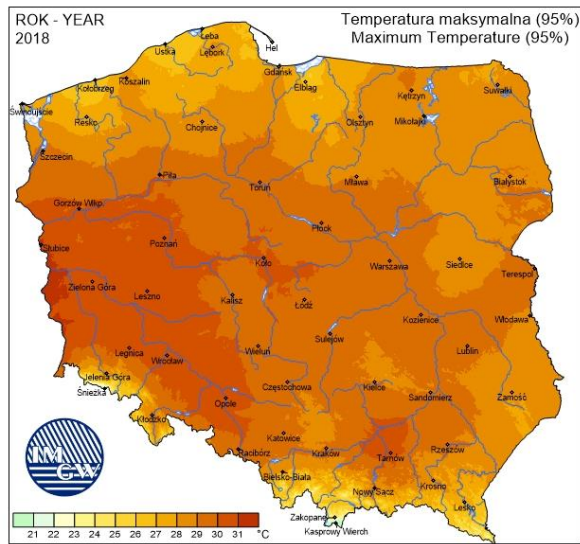 ROK - YEAR
2018
Temperatura maksymalna (95%)
Maximum Temperature (95%)
Łeba
Hel
Ustka
Lębork
Gdańsk
Kołobrzeg
Koszalin
Elbląg
Kętrzyn
Suwałki
Świnoujście
Resko
Chojnice
Olsztyn
Mikołajki
Szczecin
Piła
Toruń
Mława
Białystok
Gorzów Wlkp.
Płock
Słubice
Poznań
Koło
Warszawa
Siedlce
Terespol
Zielona Góra
Leszno
Kalisz
Łódź
Kozienice
Włodawa
Sulejów
Legnica
Wrocław
Wieluń
Lublin
Jelenia Góra
Śnieżka
Częstochowa
Kielce
Sandomierz
Zamość
Opole
Kłodzko
Katowice
Racibórz
Kraków
Tarnów
Rzeszów
Bielsko-Biała
Nowy Sącz
Krosno
Lesko
Zakopane
Kasprowy Wierch
IM
GW
21 22 23 24 25 26 27 28 29 30 31 °C